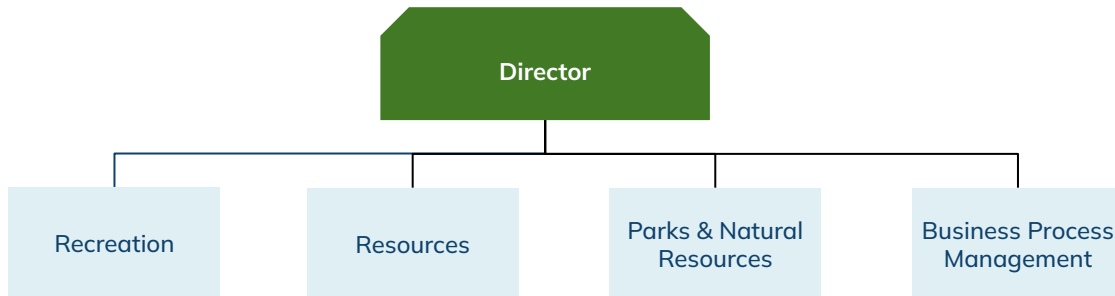 Director
Recreation
Resources
Parks & Natural
Resources
Business Process
Management